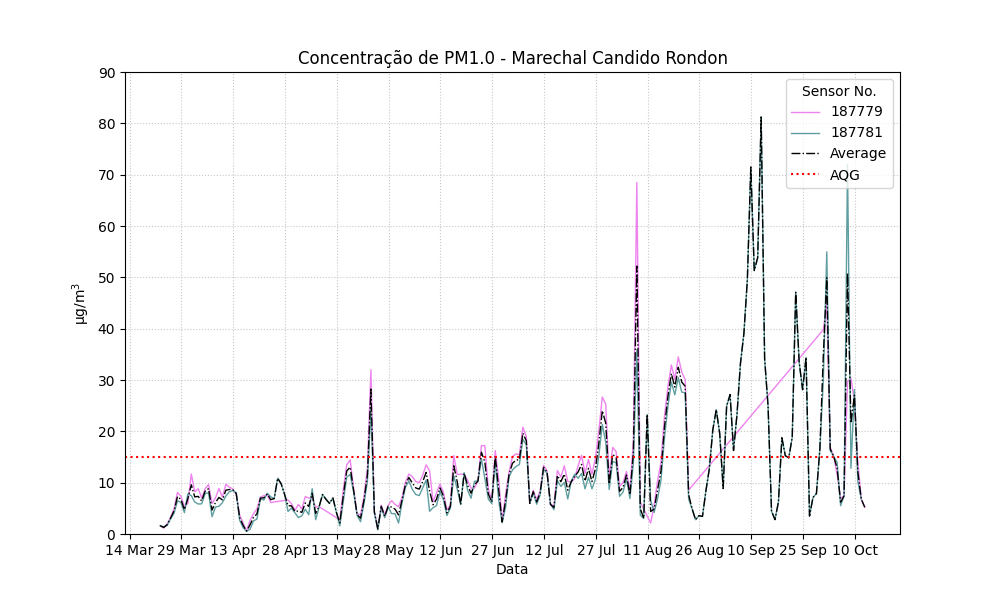 Concentração de PM1.0 - Marechal Candido Rondon
90
80
70
60
50
40
30
20
10
0
µg/m³
Sensor No.
187779
187781
Average
AQG
14 Mar 29 Mar 13 Apr 28 Apr 13 May 28 May 12 Jun 27 Jun 12 Jul 27 Jul 11 Aug 26 Aug 10 Sep 25 Sep 10 Oct
Data